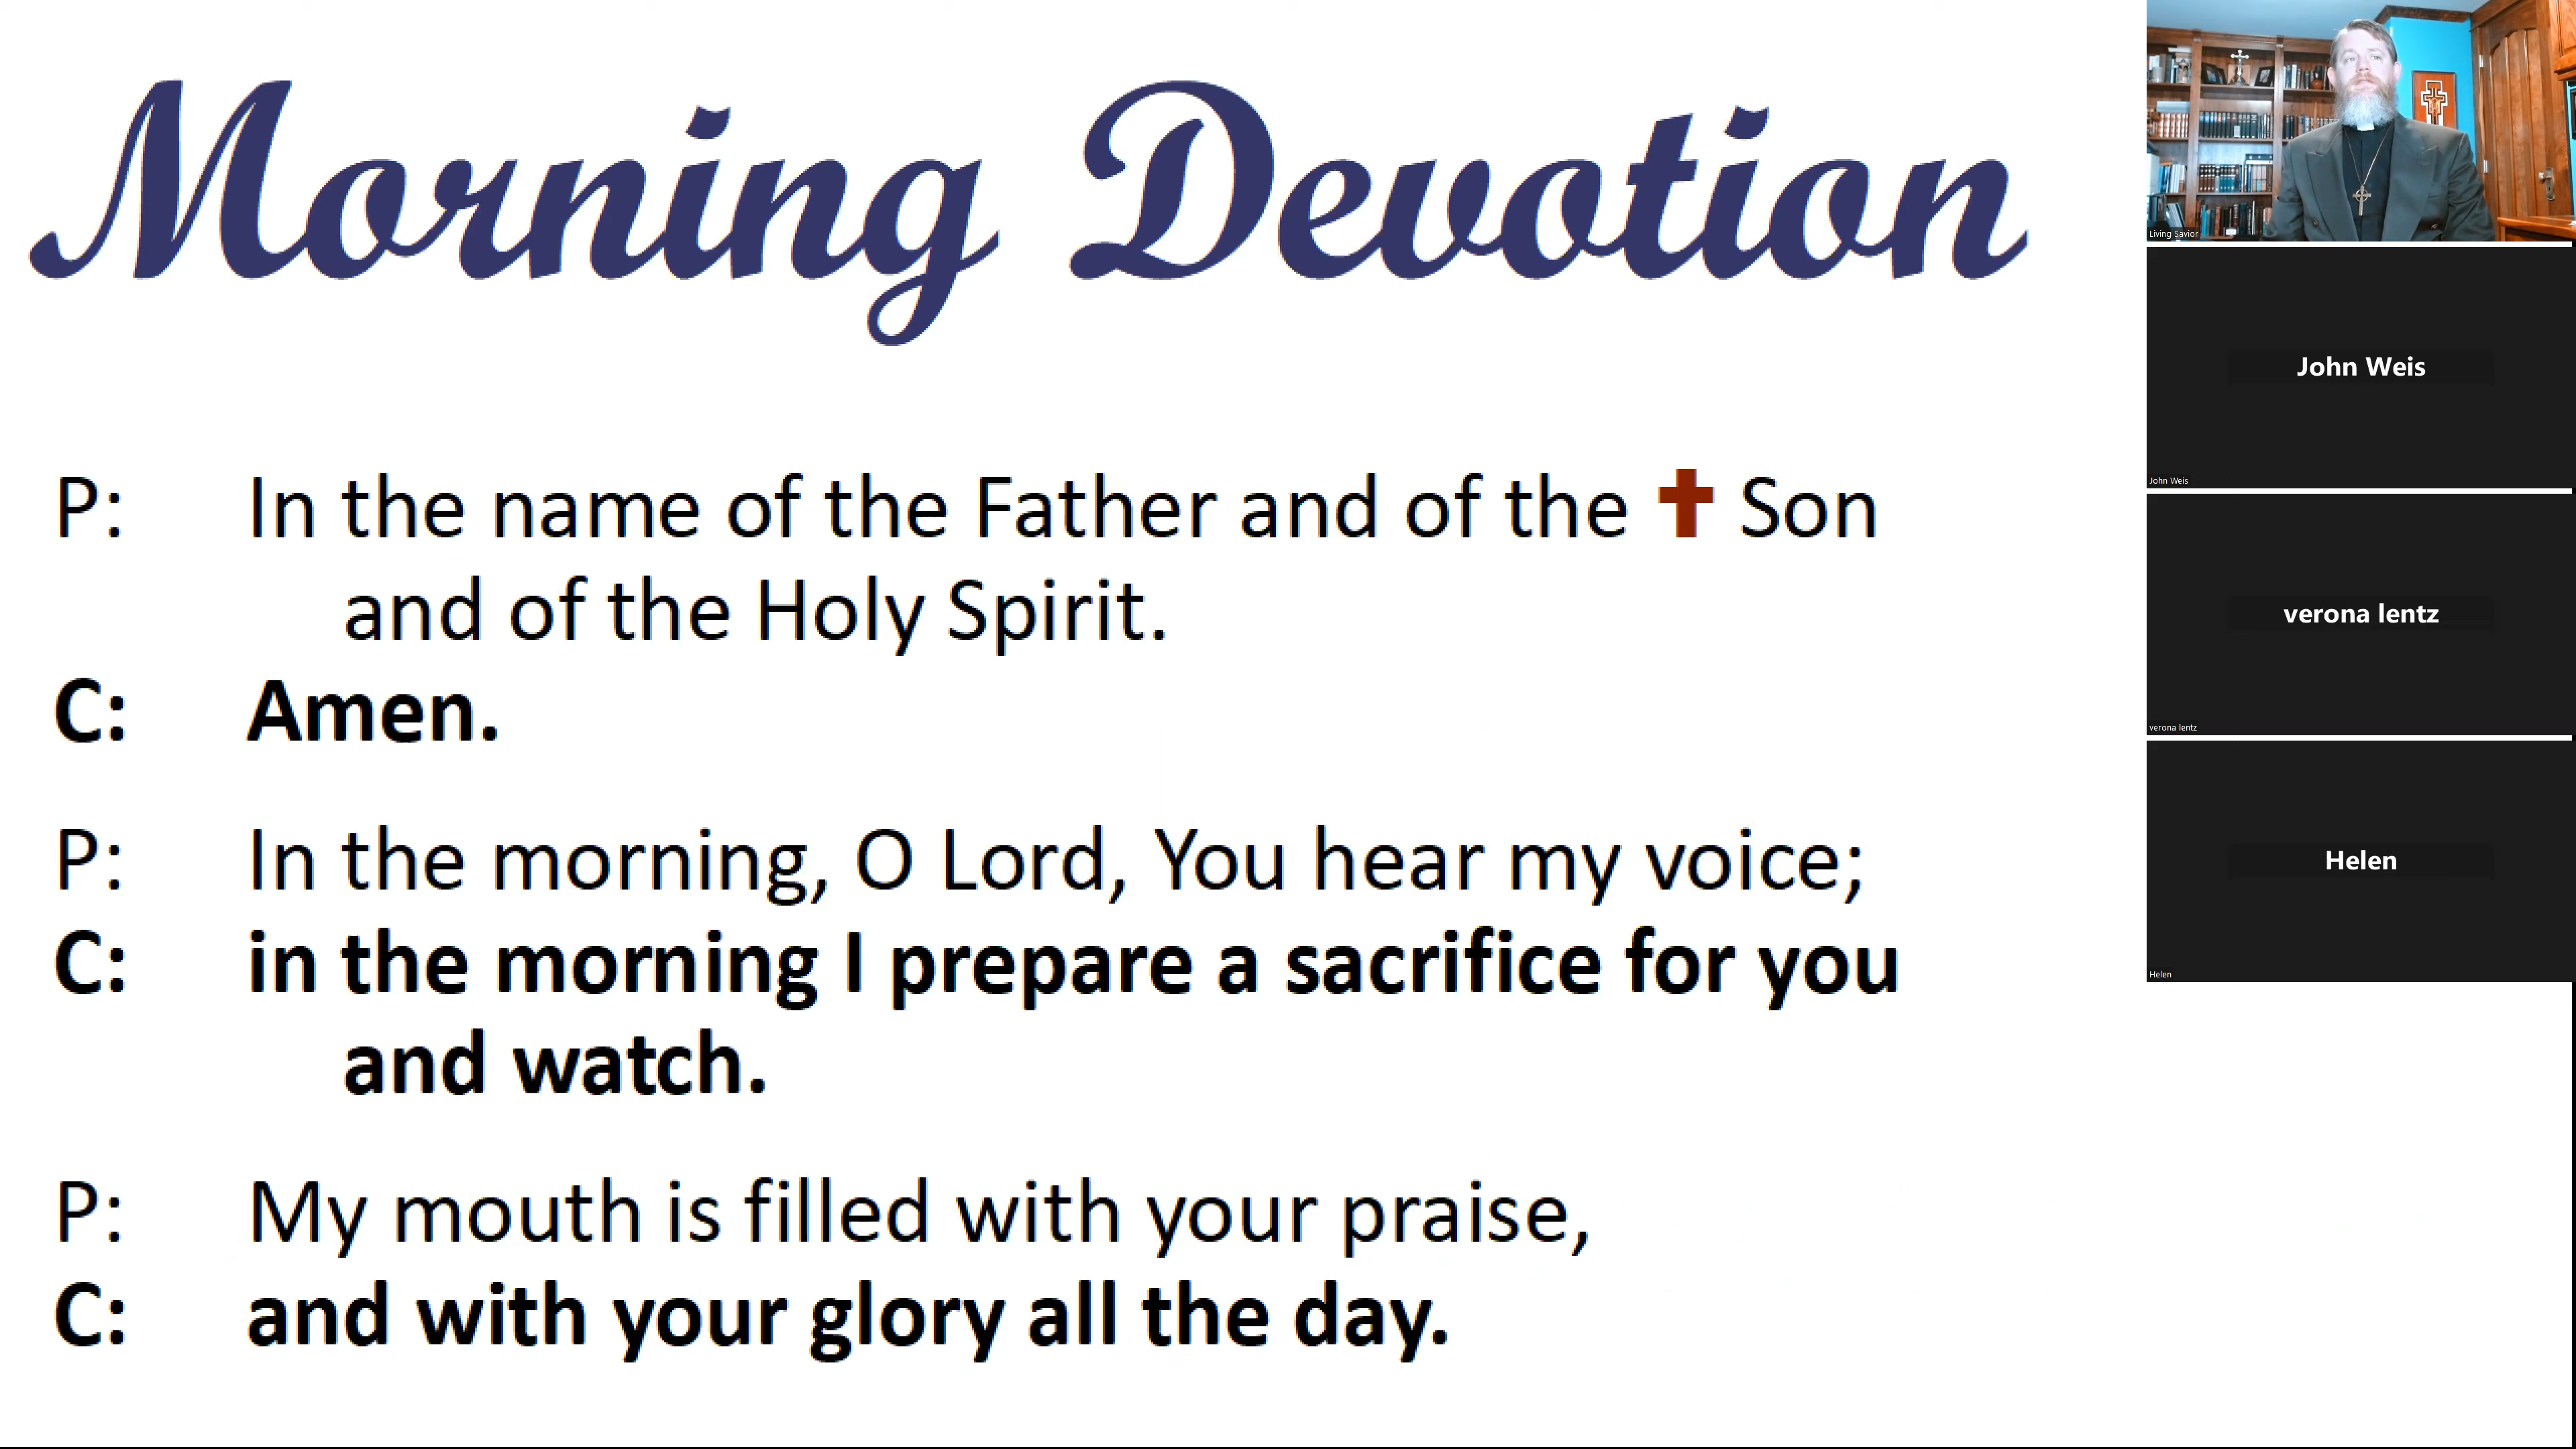 Morning Devotion
P: In the name of the Father and of the ✝ Son
and of the Holy Spirit.
C: Amen.
P: In the morning, O Lord, You hear my voice;
C: in the morning I prepare a sacrifice for you
and watch.
P: My mouth is filled with your praise,
C: and with your glory all the day.
Living Savior
John Weis
John Weis
verona lentz
verona lentz
Helen
Helen